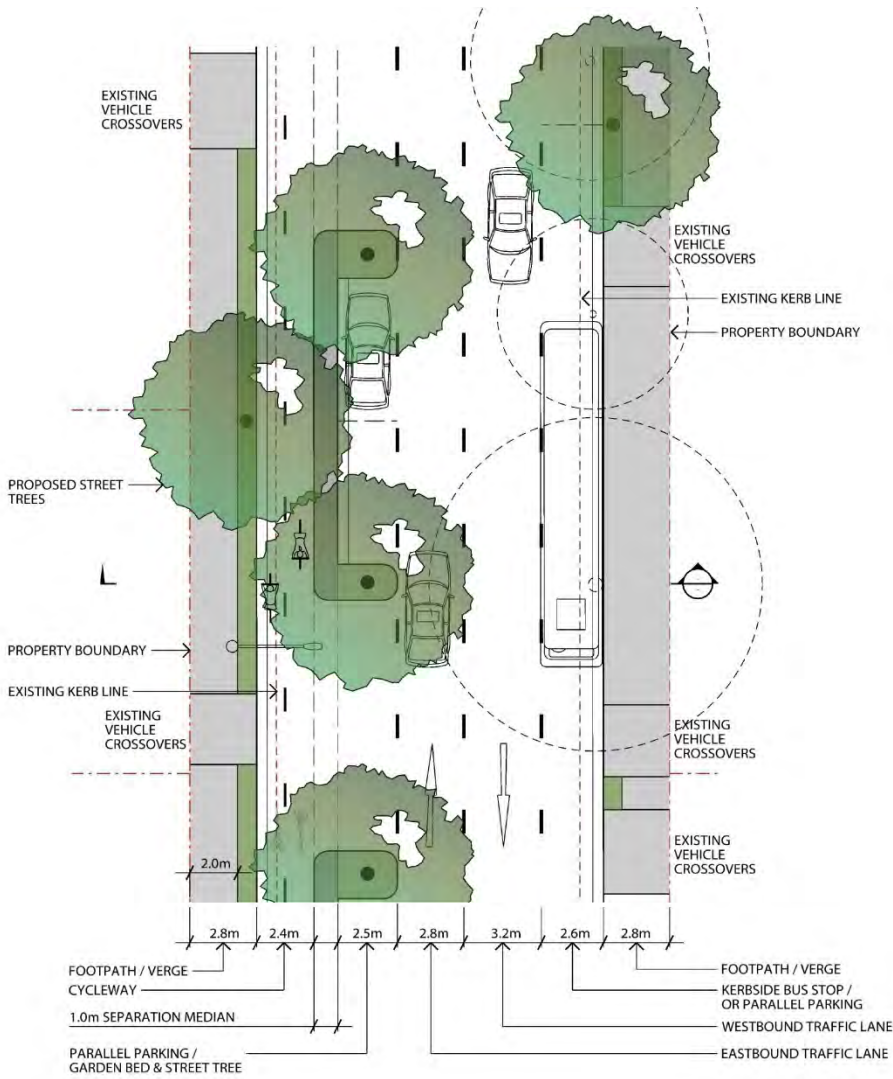 EXISTING
VEHICLE
CROSSOVERS
EXISTING
VEHICLE
CROSSOVERS
EXISTING KERB LINE
PROPERTY BOUNDARY
PROPOSED STREET
TREES
PROPERTY BOUNDARY
EXISTING KERB LINE
EXISTING
VEHICLE
CROSSOVERS
EXISTING
VEHICLE
CROSSOVERS
EXISTING
VEHICLE
CROSSOVERS
2.0m
2.8m 2.4m 2.5m 2.8m 3.2m 2.6m 2.8m
FOOTPATH / VERGE
CYCLEWAY
1.0m SEPARATION MEDIAN
PARALLEL PARKING /
GARDEN BED & STREET TREE
FOOTPATH / VERGE
KERBSIDE BUS STOP /
OR PARALLEL PARKING
WESTBOUND TRAFFIC LANE
EASTBOUND TRAFFIC LANE